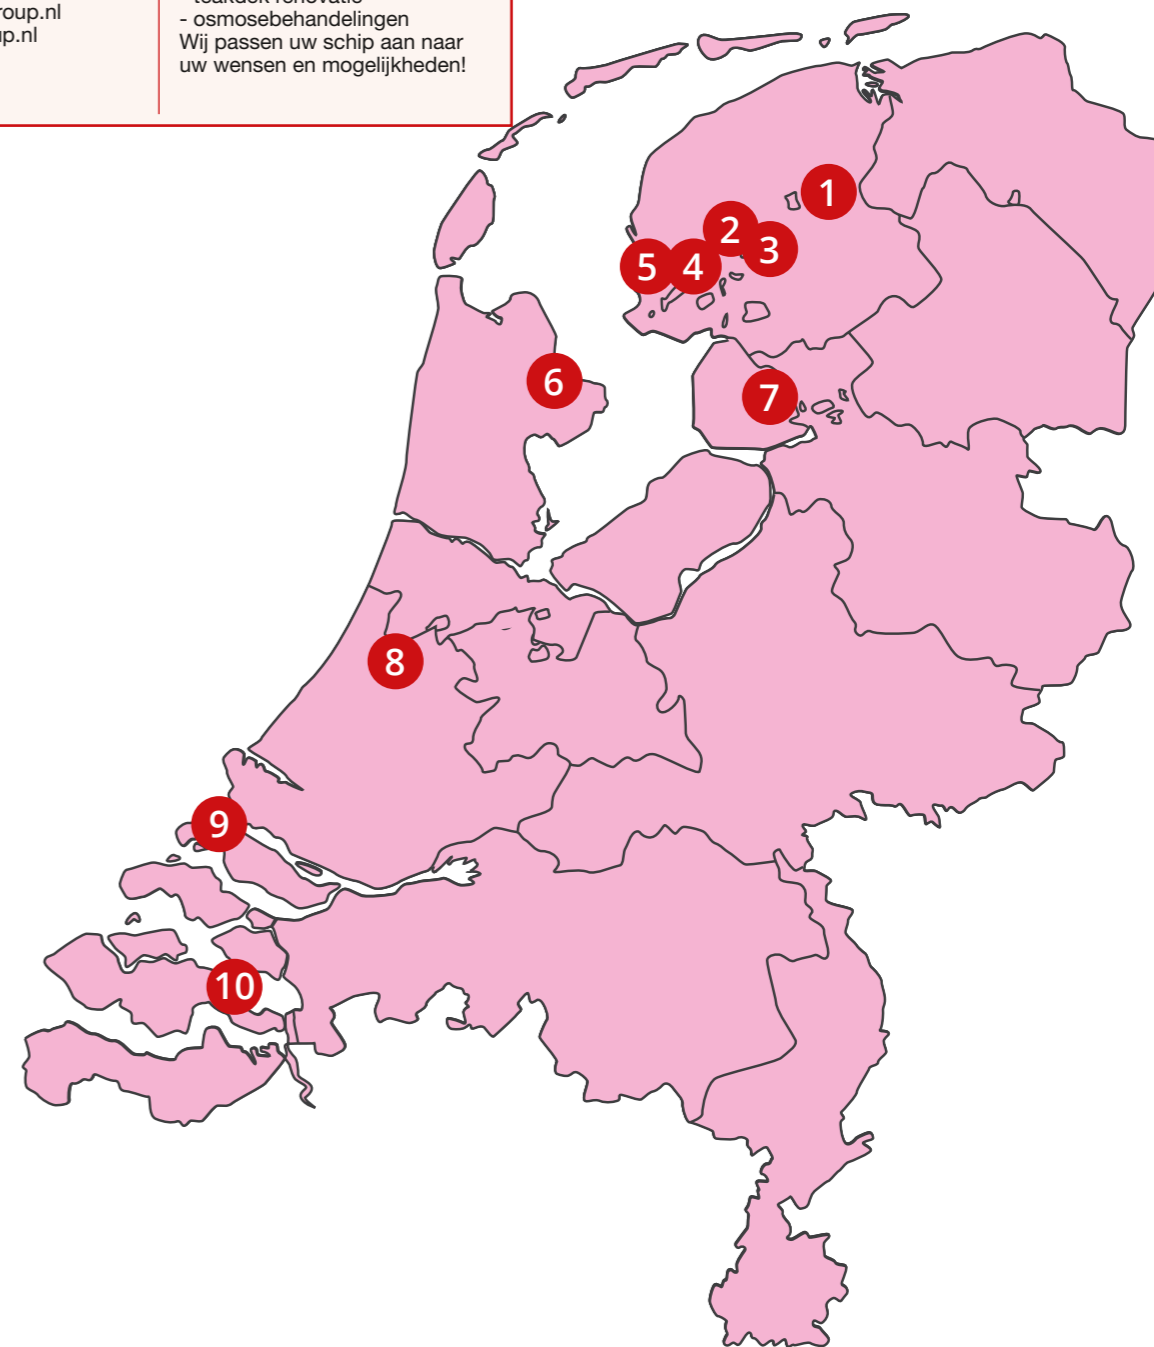 roup.nl
up.nl
- osmosebehandelingen
Wij passen uw schip aan naar
uw wensen en mogelijkheden!
1
2
3
5
4
6
7
8
9
10